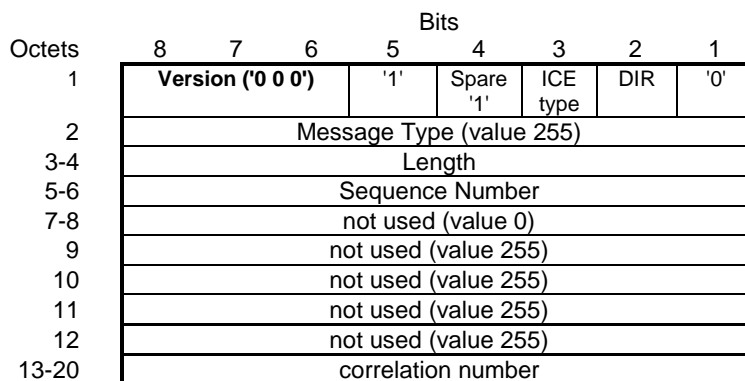 Bits
Octets 8 7 6 5 4 3 2 1
1 Version ('0 0 0') '1' Spare '1' ICE type DIR '0'
2 Message Type (value 255)
3-4 Length
5-6 Sequence Number
7-8 not used (value 0)
9 not used (value 255)
10 not used (value 255)
11 not used (value 255)
12 not used (value 255)
13-20 correlation number